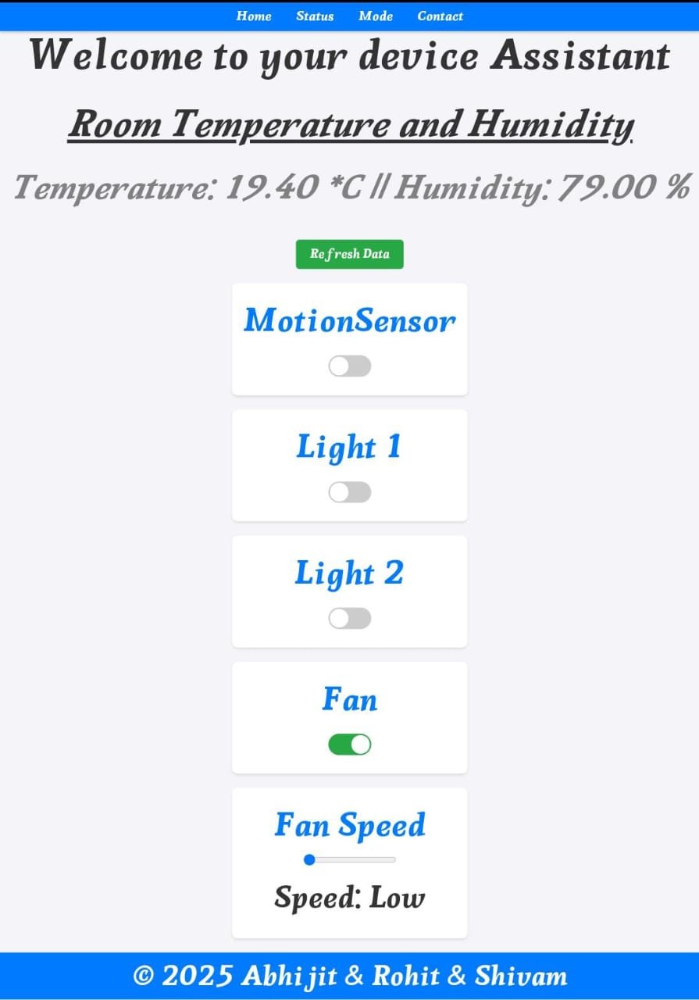 Home Status Mode Contact
Welcome to your device Assistant
Room Temperature and Humidity
Temperature: 19.40 *C || Humidity: 79.00 %
Refresh Data
MotionSensor
Light 1
Light 2
Fan
Fan Speed
Speed: Low
© 2025 Abhijit & Rohit & Shivam